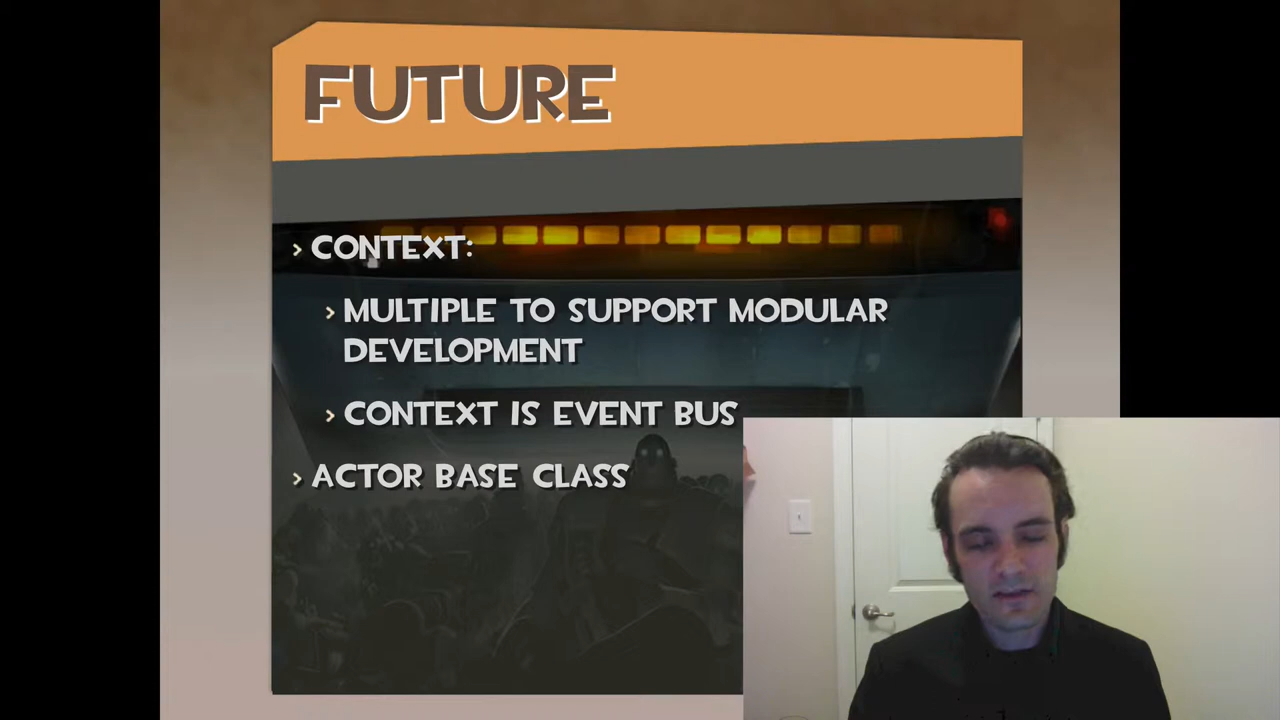 FUTURE
› CONTEXT:
› MULTIPLE TO SUPPORT MODULAR
DEVELOPMENT
› CONTEXT IS EVENT BUS
› ACTOR BASE CLASS